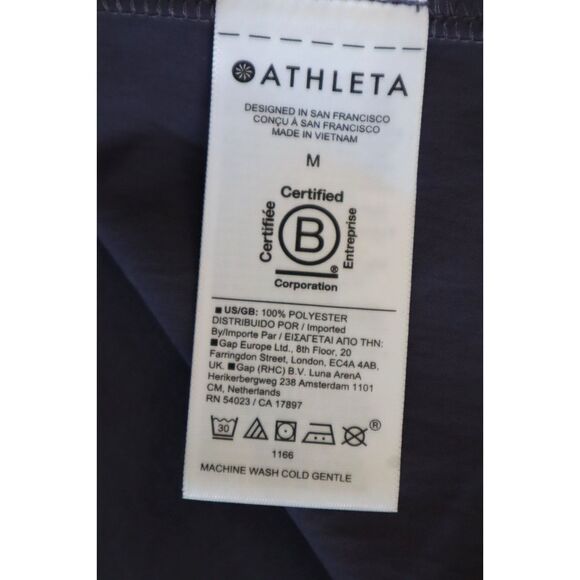 ATHLETA
DESIGNED IN SAN FRANCISCO
CONÇU À SAN FRANCISCO
MADE IN VIETNAM
M
Certified
Certifiée
B
Entreprise
®
Corporation
■ US/GB: 100% POLYESTER
DISTRIBUIDO POR / Imported
By/Importe Par / ΕΙΣΑΓΕΤΑΙ ΑΠΟ ΤΗΝ:
■Gap Europe Ltd., 8th Floor, 20
Farringdon Street, London, EC4A 4AB,
UK. ■Gap (RHC) B.V. Luna ArenA
Herikerbergweg 238 Amsterdam 1101
CM, Netherlands
RN 54023 / CA 17897
30
®
1166
MACHINE WASH COLD GENTLE